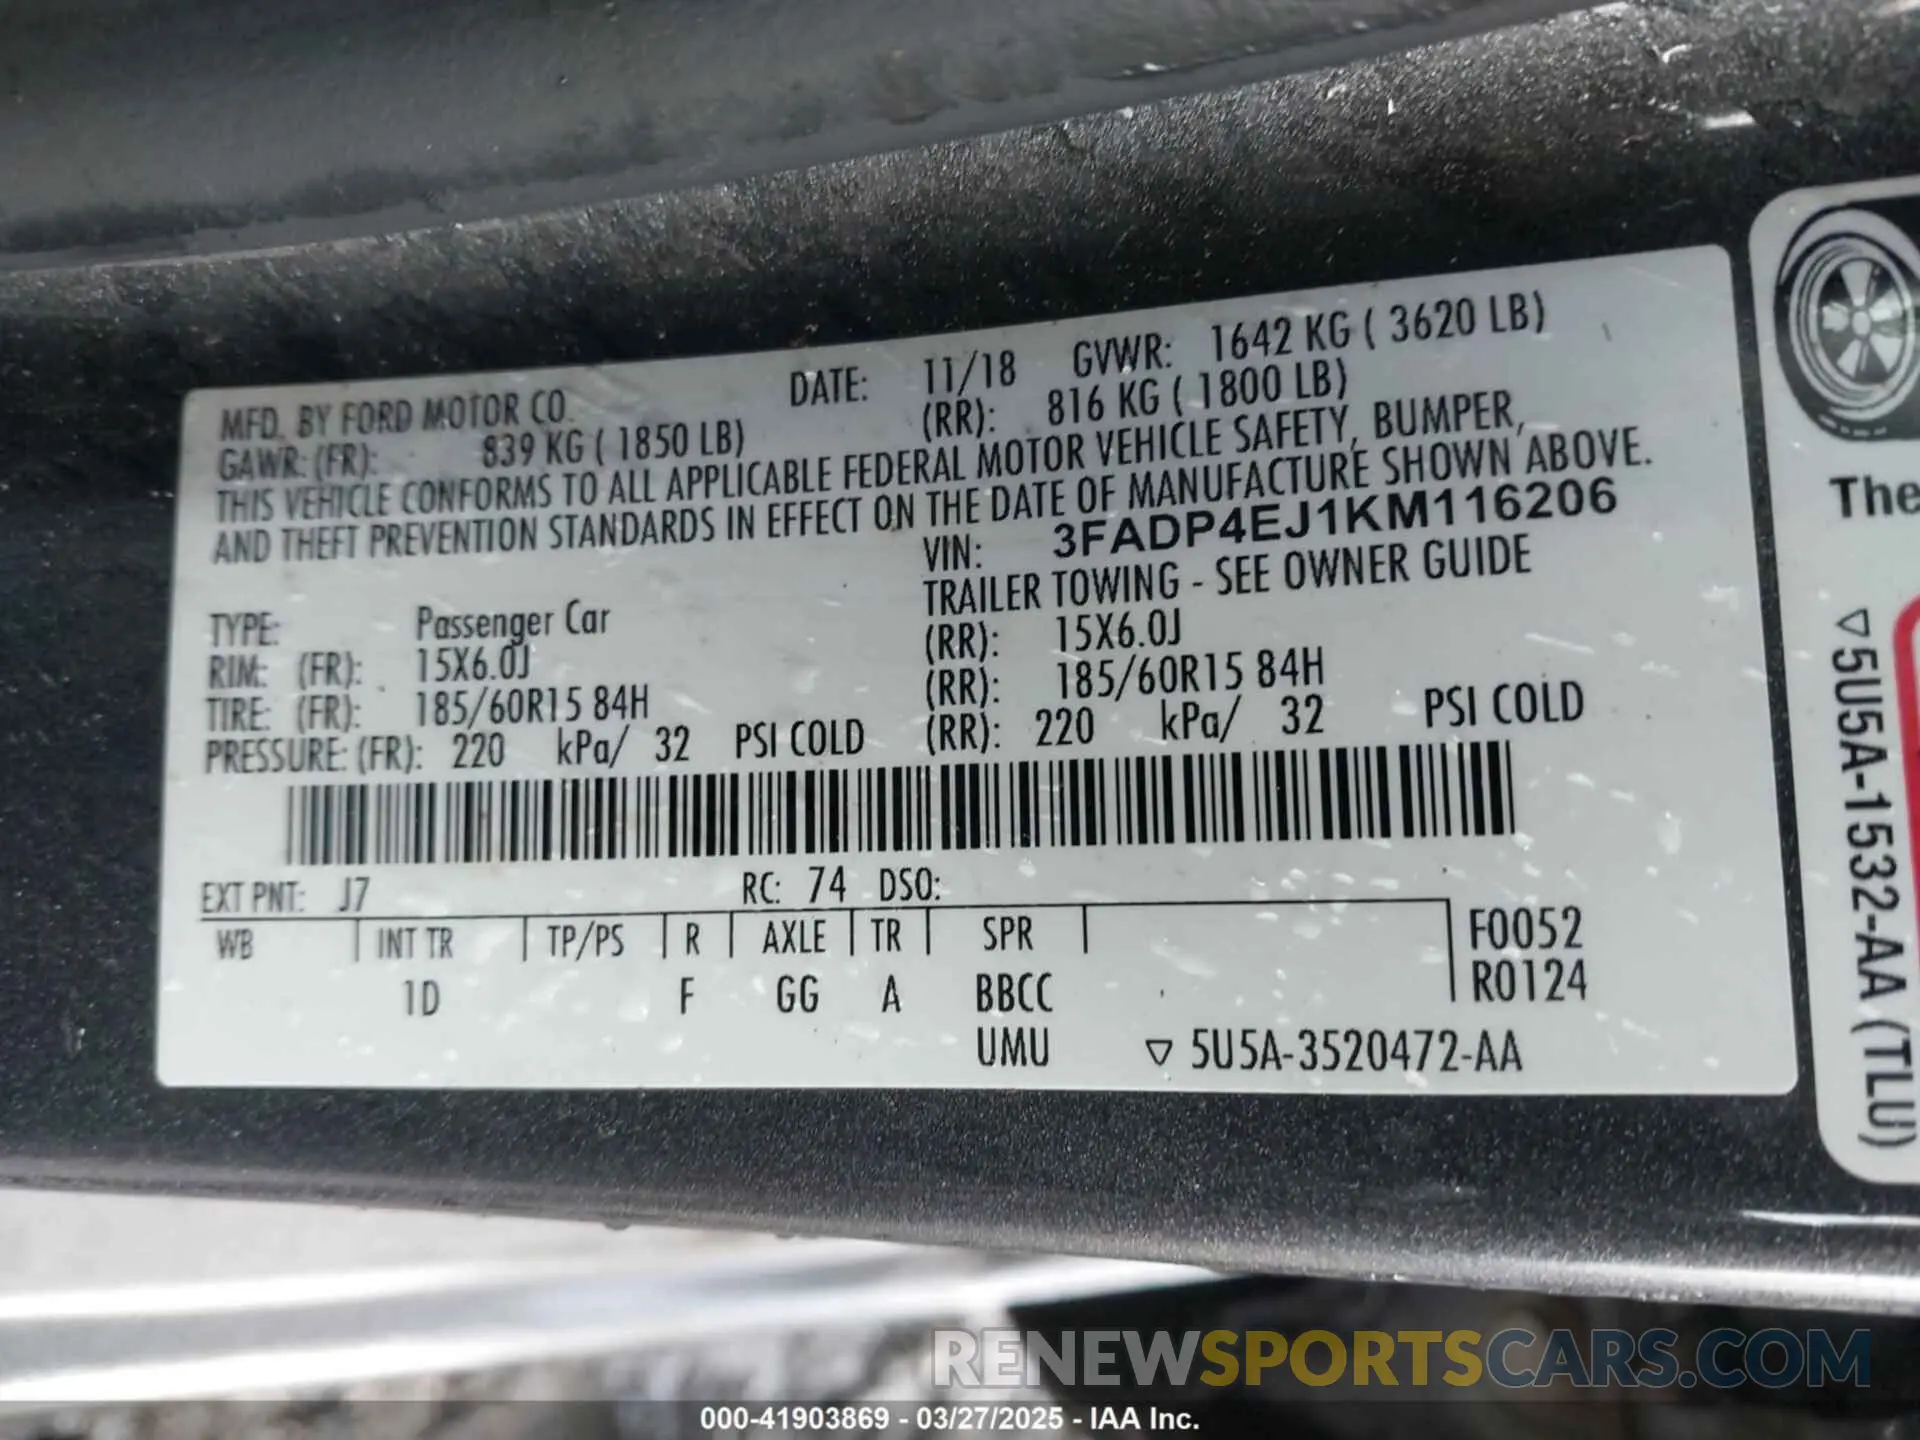 MFD. BY FORD MOTOR CO. DATE: 11/18 GVWR: 1642 KG ( 3620 LB)
GAWR: (FR): 839 KG ( 1850 LB) (RR): 816 KG ( 1800 LB)
THIS VEHICLE CONFORMS TO ALL APPLICABLE FEDERAL MOTOR VEHICLE SAFETY, BUMPER,
AND THEFT PREVENTION STANDARDS IN EFFECT ON THE DATE OF MANUFACTURE SHOWN ABOVE.
VIN: 3FADP4EJ1KM116206
TYPE: Passenger Car TRAILER TOWING - SEE OWNER GUIDE
RIM: (FR): 15X6.0J (RR): 15X6.0J
TIRE: (FR): 185/60R15 84H (RR): 185/60R15 84H
PRESSURE: (FR): 220 kPa/ 32 PSI COLD (RR): 220 kPa/ 32 PSI COLD
EXT PNT: J7 RC: 74 DSO:
WB INT TR TP/PS R AXLE TR SPR F0052
1D F GG A BBCC R0124
UMU ▽ 5U5A-3520472-AA
The
▽5U5A-1532-AA (TLU)
RENEWSPORTSCARS.COM
000-41903869 - 03/27/2025 - IAA Inc.